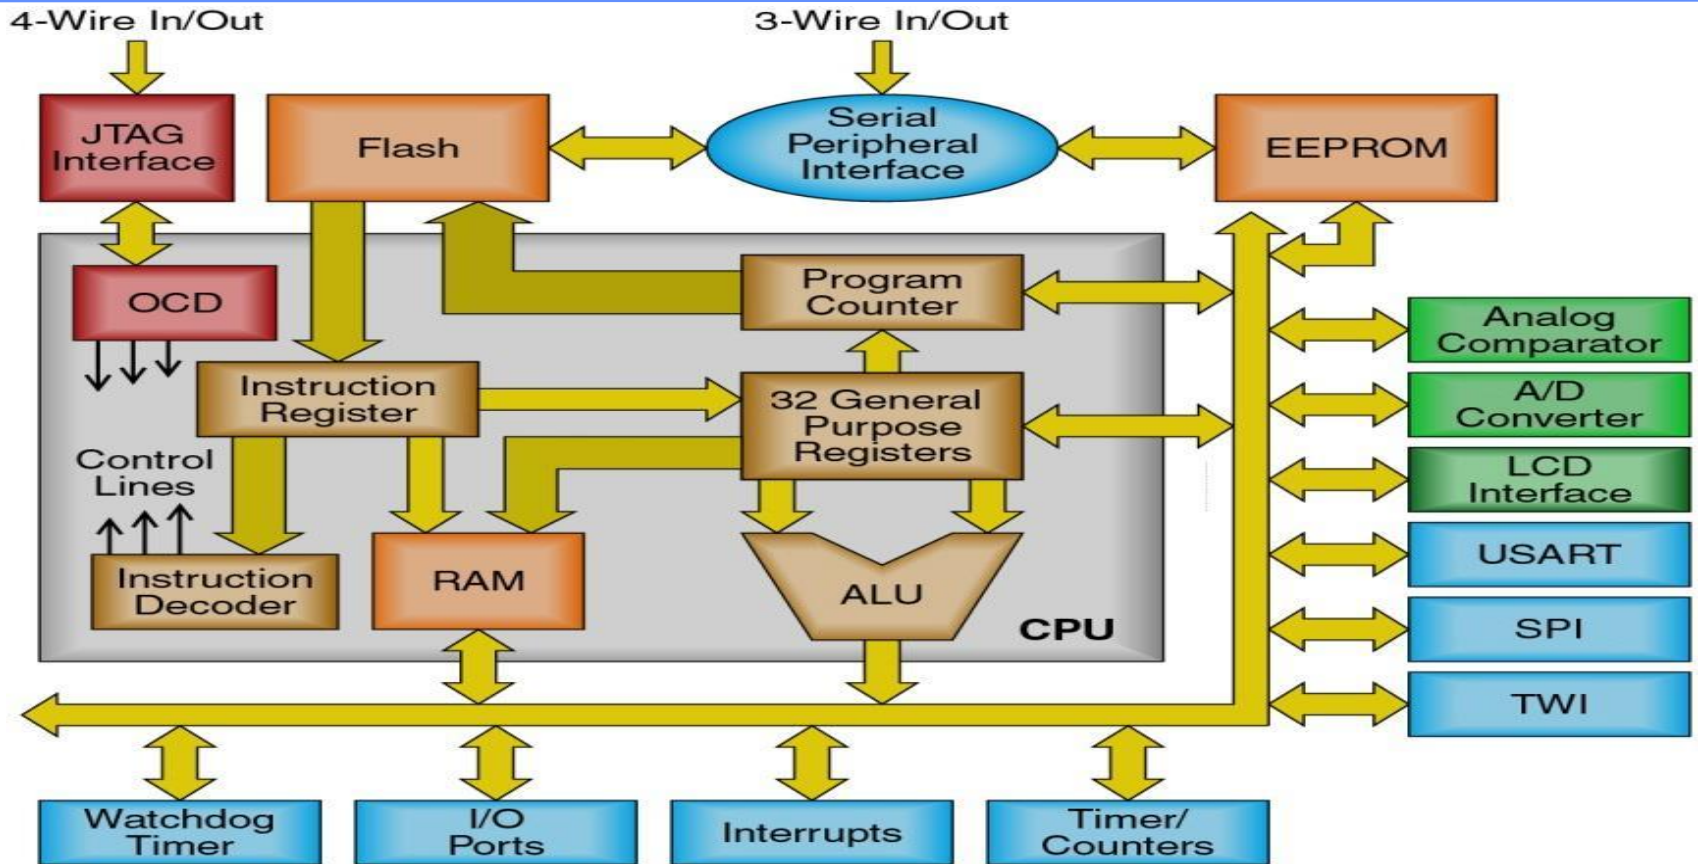 4-Wire In/Out
3-Wire In/Out
JTAG
Interface
Flash
Serial
Peripheral
Interface
EEPROM
OCD
Program
Counter
Analog
Comparator
Instruction
Register
32 General
Purpose
Registers
A/D
Converter
Control
Lines
LCD
Interface
Instruction
Decoder
RAM
ALU
CPU
USART
SPI
TWI
Watchdog
Timer
I/O
Ports
Interrupts
Timer/
Counters